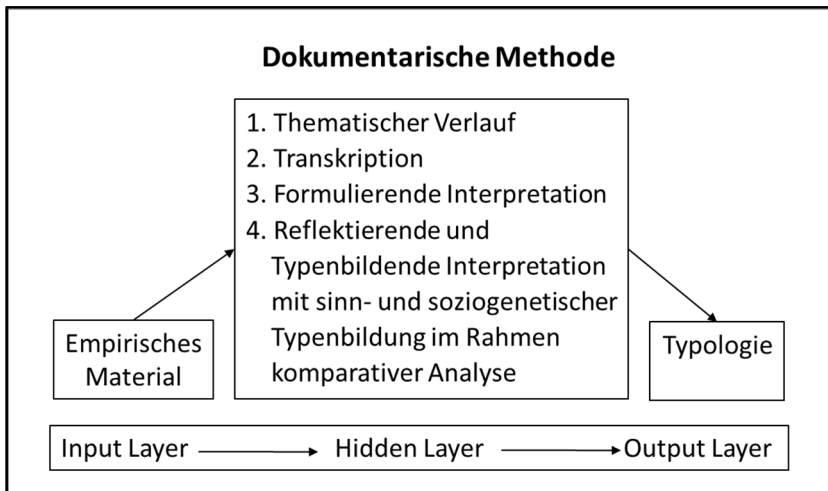 Dokumentarische Methode
1. Thematischer Verlauf
2. Transkription
3. Formulierende Interpretation
4. Reflektierende und
Typenbildende Interpretation
mit sinn- und soziogenetischer
Typenbildung im Rahmen
komparativer Analyse
Empirisches
Material
Typologie
Input Layer
Hidden Layer
Output Layer